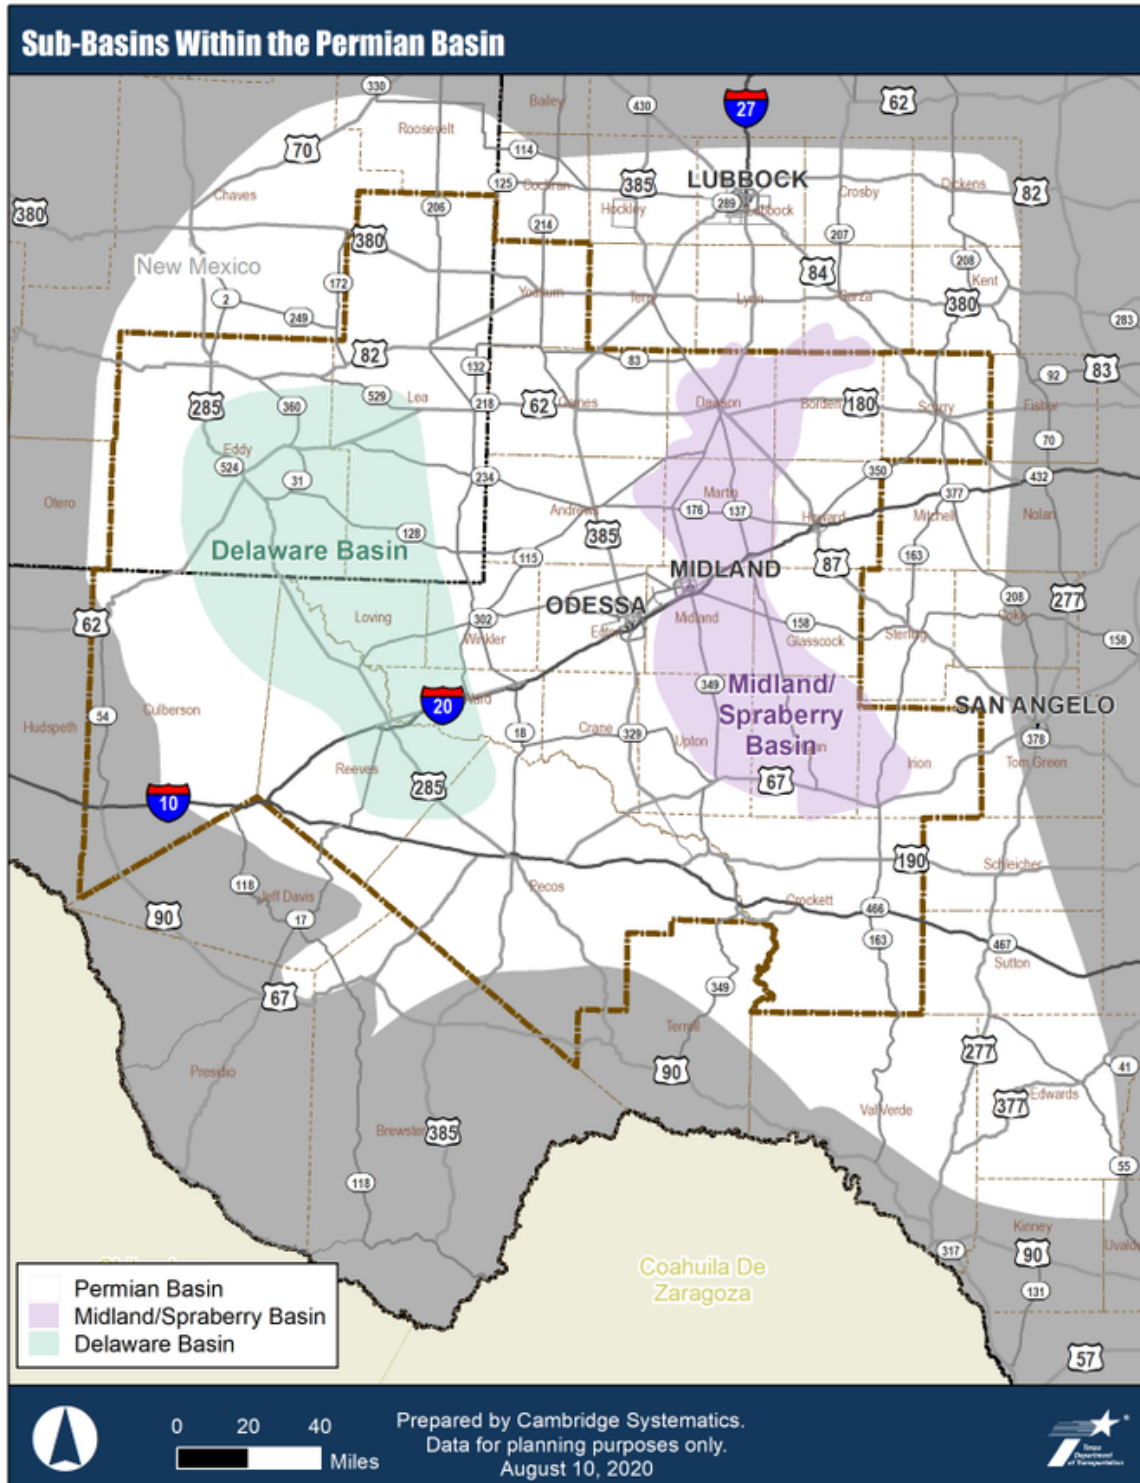 Sub-Basins Within the Permian Basin
330
Bailey
430
27
62
Roosevelt
70
114
125
Cochran
385
LUBBOCK
Crosby
Dickens
82
Chaves
380
206
Hockley
289
Lubbock
214
207
380
New Mexico
172
84
208
Kent
2
249
Yoakum
Terry
Lynn
Garza
380
283
82
132
83
92
83
285
360
529
Lea
218
62
Gaines
Dawson
Borden
180
Scurry
Fisher
Eddy
70
524
31
234
350
432
Otero
Martin
377
Andrews
176
137
Howard
Mitchell
Nolan
128
385
163
Delaware Basin
115
87
MIDLAND
208
277
62
Loving
302
ODESSA
Ector
Midland
158
Glasscock
Sterling
Coke
158
Winkler
349
Midland/
Spraberry
Basin
20
Ward
SAN ANGELO
Hudspeth
54
Culberson
18
Crane
329
Upton
Irion
378
Tom Green
Reeves
285
67
10
190
Schleicher
118
Jeff Davis
Pecos
Crockett
90
17
466
163
467
Sutton
67
349
Terrell
277
Presidio
90
41
377
Edwards
Brewster
385
Val Verde
118
55
Kinney
317
90
Coahuila De
Zaragoza
131
57
Permian Basin
Midland/Spraberry Basin
Delaware Basin
0 20 40
Miles
Prepared by Cambridge Systematics.
Data for planning purposes only.
August 10, 2020
Texas
Department
of Transportation